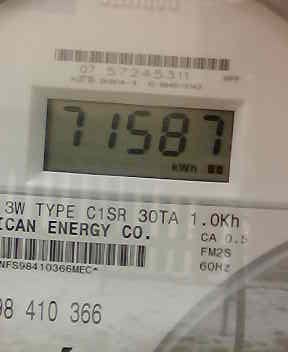 07 57245311
71587
kWh
3W TYPE C1SR 30TA 1.0Kh
ICAN ENERGY CO.
CA 0.5
FM2S
NFS98410366MEC*
60Hz
98 410 366